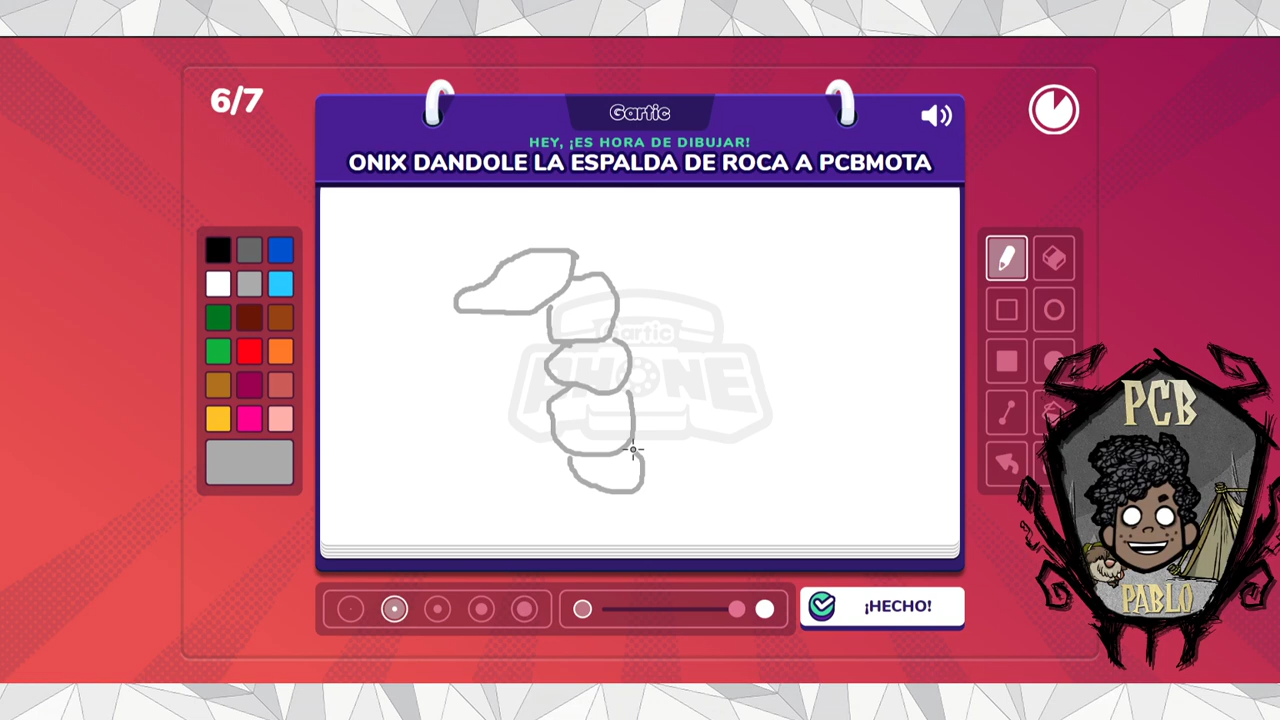 6/7
Gartic
HEY, ¡ES HORA DE DIBUJAR!
ONIX DANDOLE LA ESPALDA DE ROCA A PCBMOTA
Gartic
PHONE
¡HECHO!
PCB
PABLO